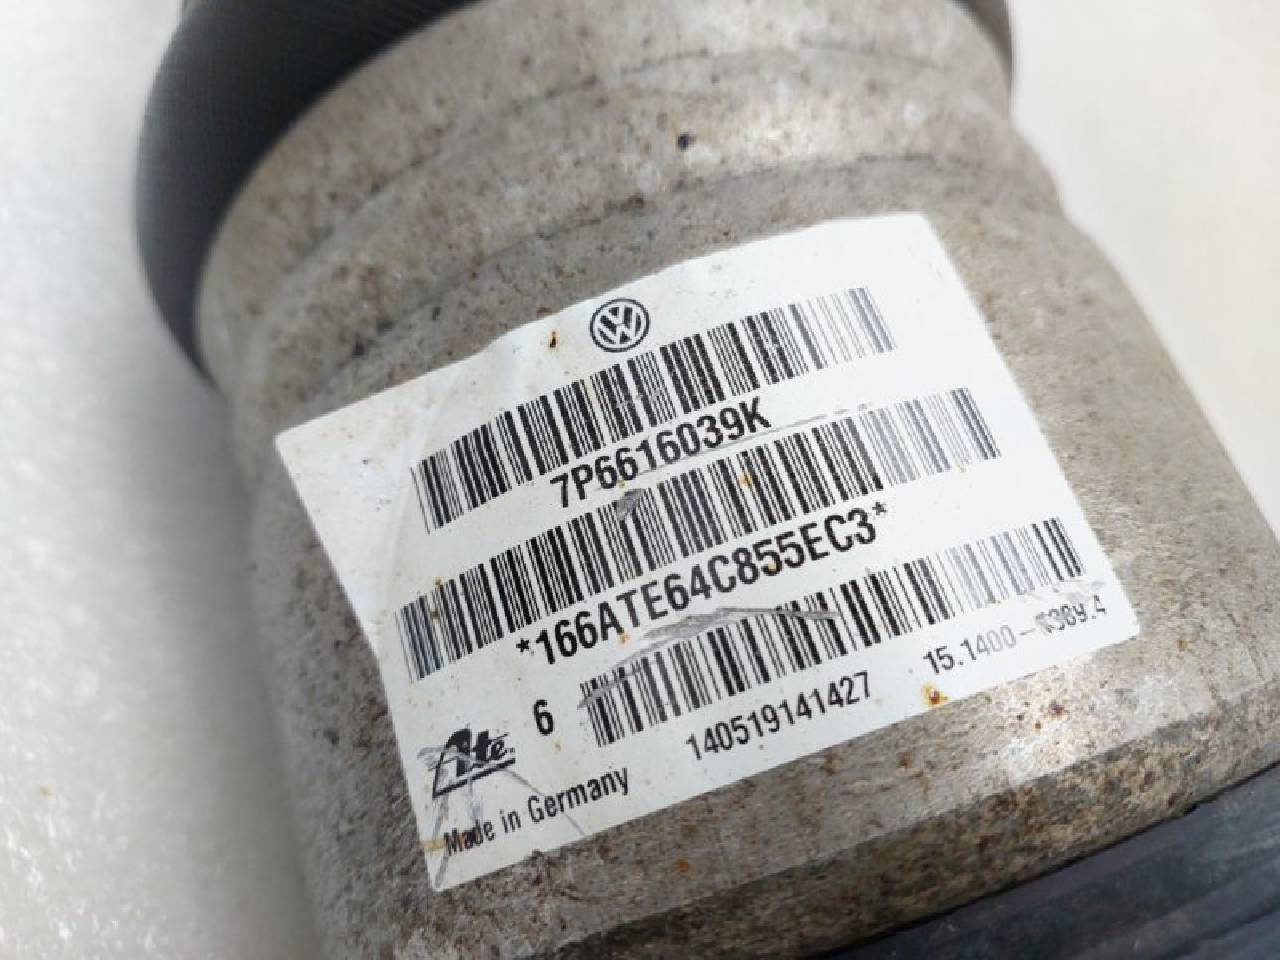 7P6616039K
*166ATE64C855EC3*
6
140519141427
Ate
Made in Germany